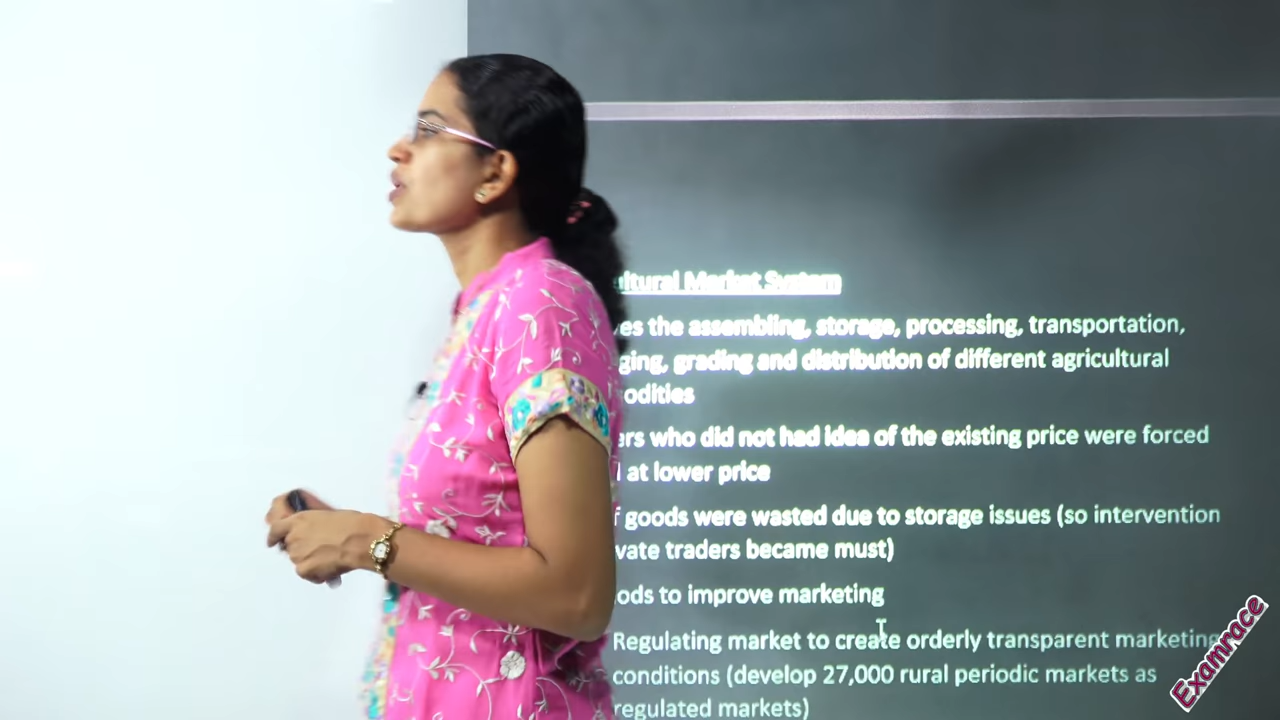 ultural Market System
es the assembling, storage, processing, transportation,
ging, grading and distribution of different agricultural
odities
ers who did not had idea of the existing price were forced
at lower price
f goods were wasted due to storage issues (so intervention
vate traders became must)
ods to improve marketing
Regulating market to create orderly transparent marketing
conditions (develop 27,000 rural periodic markets as
regulated markets)
Examrace